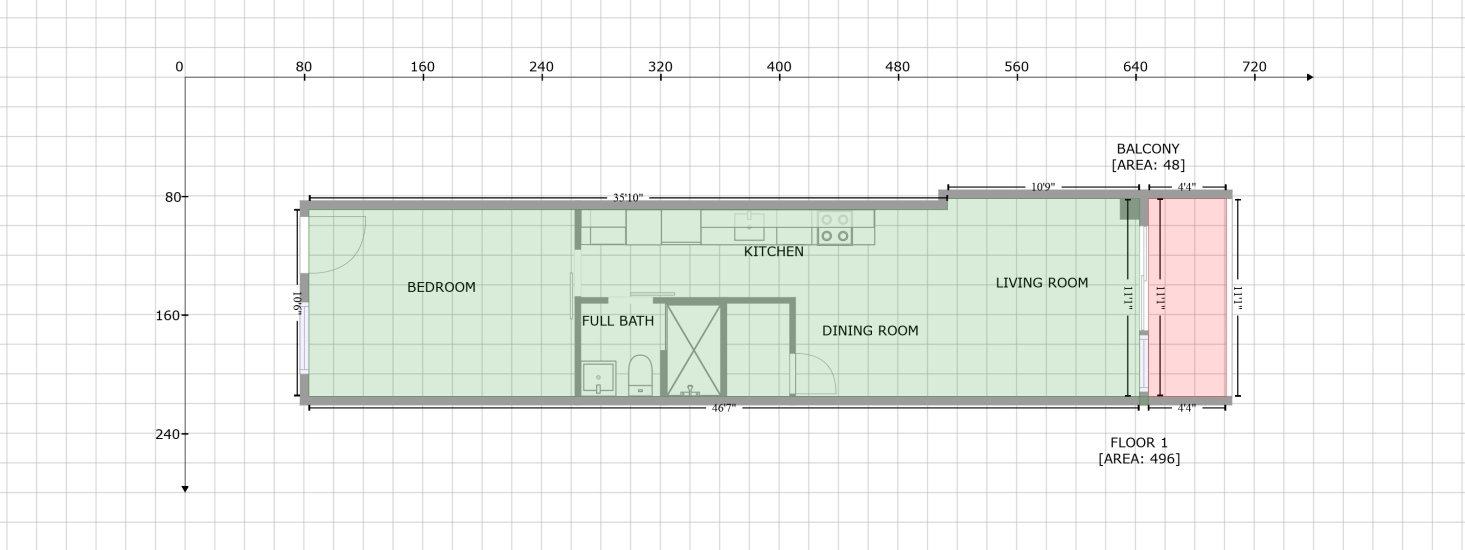 0 80 160 240 320 400 480 560 640 720
BALCONY
[AREA: 48]
80
35'10"
10'9"
4'4"
KITCHEN
BEDROOM
LIVING ROOM
10'6"
11'1"
11'1"
11'1"
160
FULL BATH
DINING ROOM
46'7"
4'4"
240
FLOOR 1
[AREA: 496]